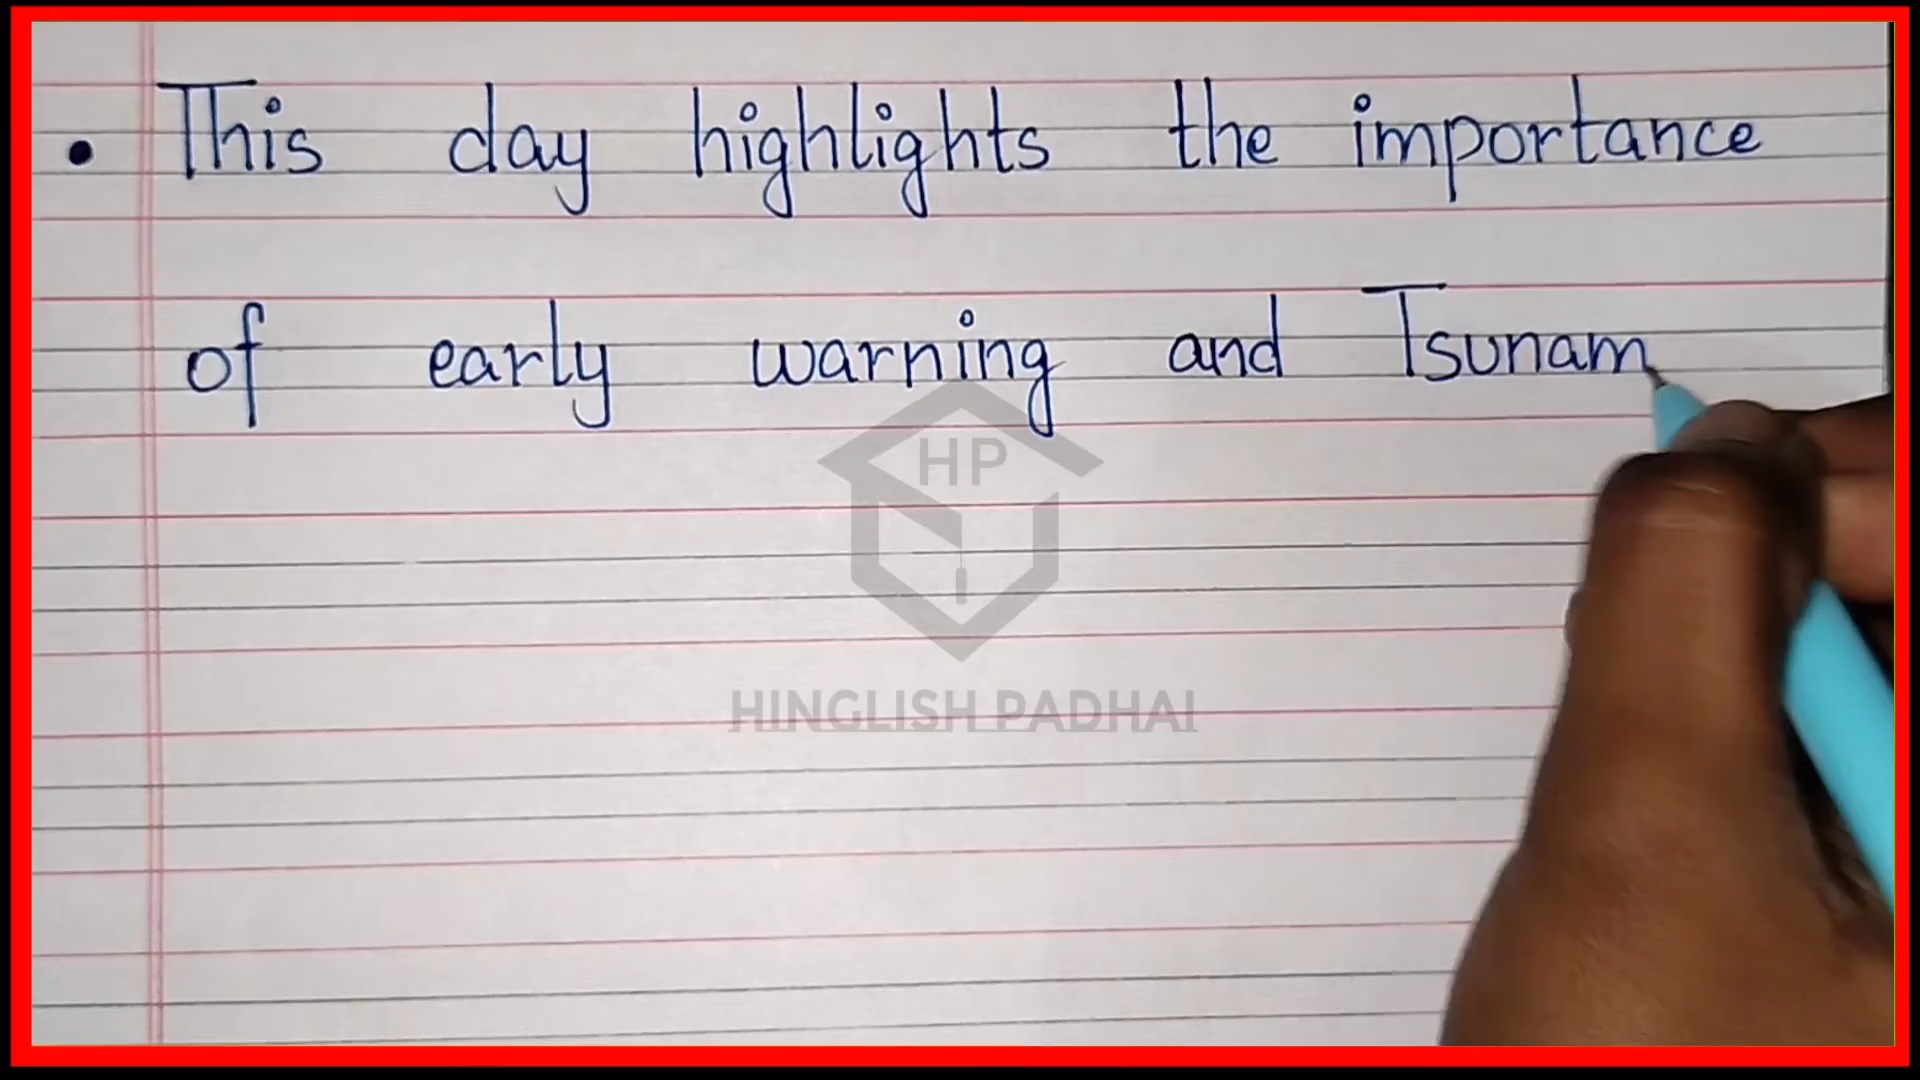 • This day highlights the importance
of early warning and Tsunam
HP
HINGLISH PADHAI